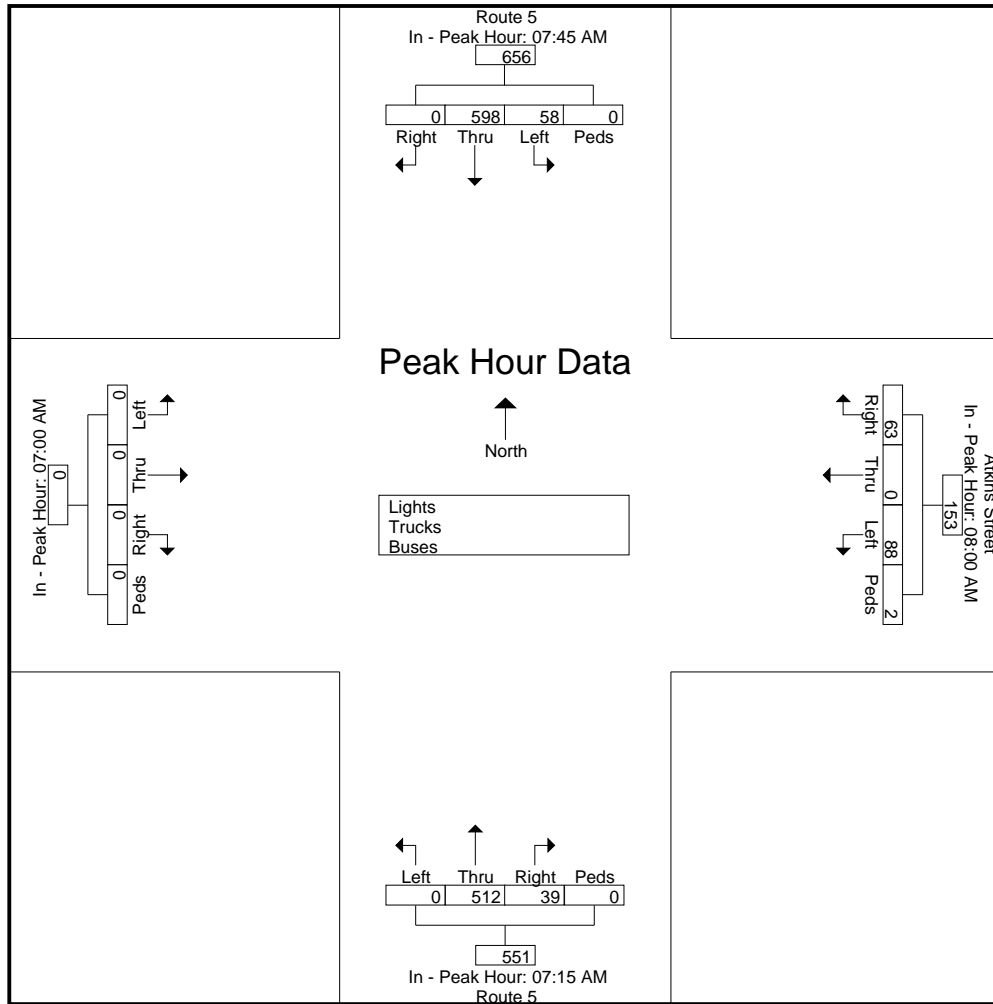 Route 5
In - Peak Hour: 07:45 AM
656
0 598 58 0
Right Thru Left Peds
Peak Hour Data
North
Lights
Trucks
Buses
In - Peak Hour: 07:00 AM
0
0 0 0 0
Left Thru Right Peds
Atkins Street
In - Peak Hour: 08:00 AM
153
63 0 88 2
Right Thru Left Peds
Left Thru Right Peds
0 512 39 0
551
In - Peak Hour: 07:15 AM
Route 5